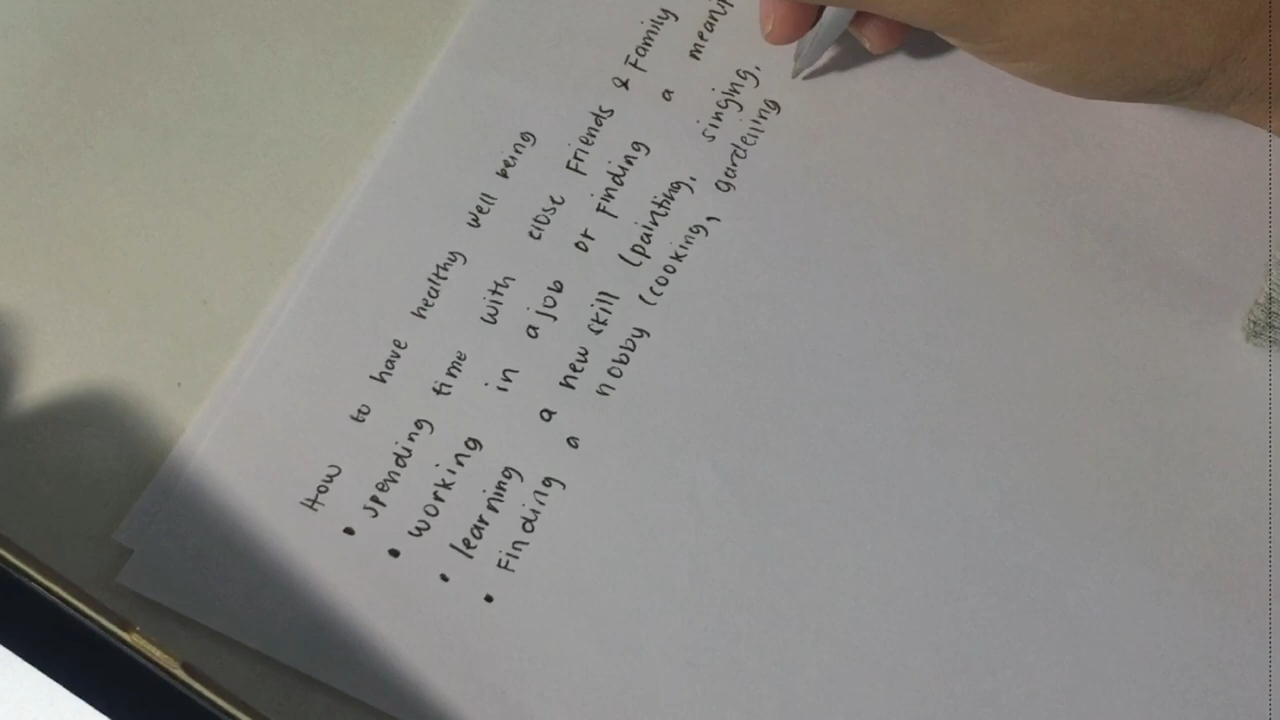 How to have healthy well being
• spending time with close Friends & Family
• working in a job or Finding a
• learning a new skill (painting, singing,
• Finding a hobby (cooking, gardening